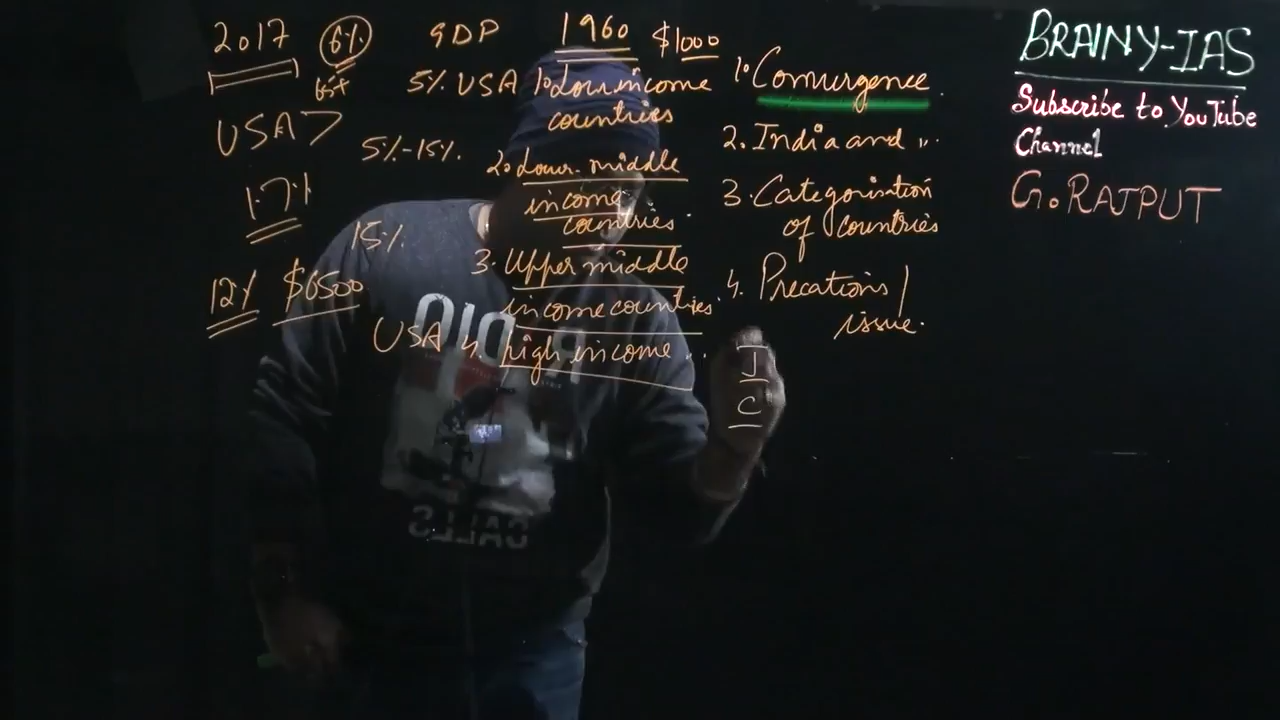 2017 6%
USA >
1.7%
12% $6500
GDP 1960 $1000
5% USA 1. Low income
countries
5%-15%. 2. Lower-middle
income
countries.
15%.
3. Upper middle
income countries.
USA 4. high income ..
1. Convergence.
2. India and ,,.
3. Categorisation
of countries
4. Precations /
issue.
J
C
BRAINY-IAS
Subscribe to YouTube
Channel
G. RAJPUT
CALLS